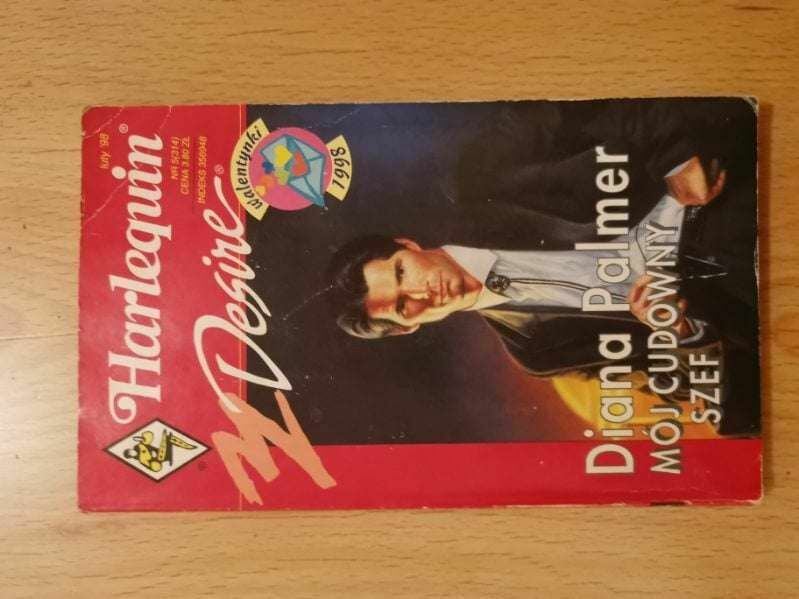 luty '98
Harlequin®
NR 5(314)
CENA 3.80 ZŁ
INDEKS 356948
®
Desire®
walentynki
1998
Diana Palmer
MÓJ CUDOWNY
SZEF